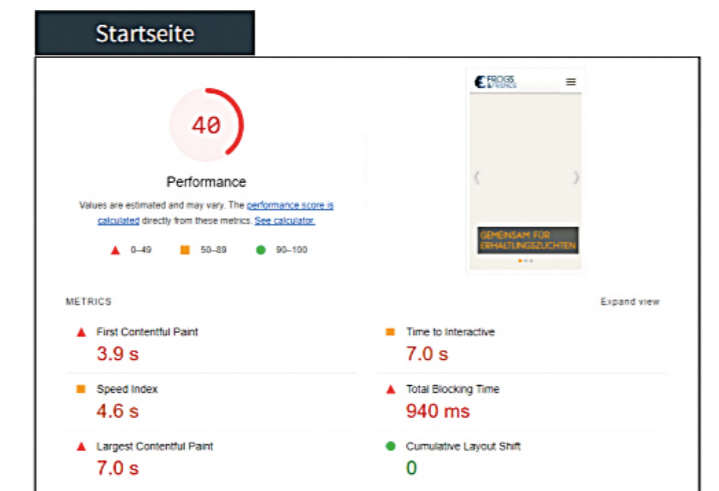 Startseite
FROGS
& FRIENDS
40
Performance
Values are estimated and may vary. The performance score is
calculated directly from these metrics. See calculator.
0–49 50–89 90–100
GEMEINSAM FÜR
ERHALTUNGSZUCHTEN
METRICS Expand view
First Contentful Paint
3.9 s
Time to Interactive
7.0 s
Speed Index
4.6 s
Total Blocking Time
940 ms
Largest Contentful Paint
7.0 s
Cumulative Layout Shift
0